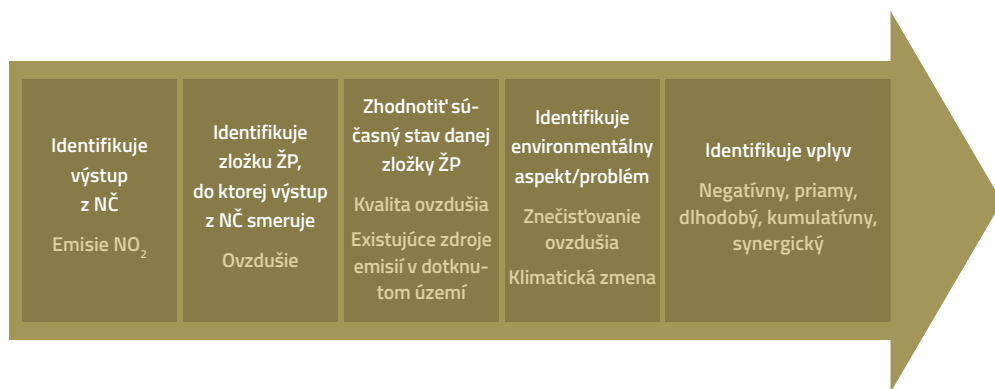 Identifikuje
výstup
z NČ
Emisie NO₂
Identifikuje
zložku ŽP,
do ktorej výstup
z NČ smeruje
Ovzdušie
Zhodnotiť sú-
časný stav danej
zložky ŽP
Kvalita ovzdušia
Existujúce zdroje
emisií v dotknu-
tom území
Identifikuje
environmentálny
aspekt/problém
Znečisťovanie
ovzdušia
Klimatická zmena
Identifikuje vplyv
Negatívny, priamy,
dlhodobý, kumulatívny,
synergický